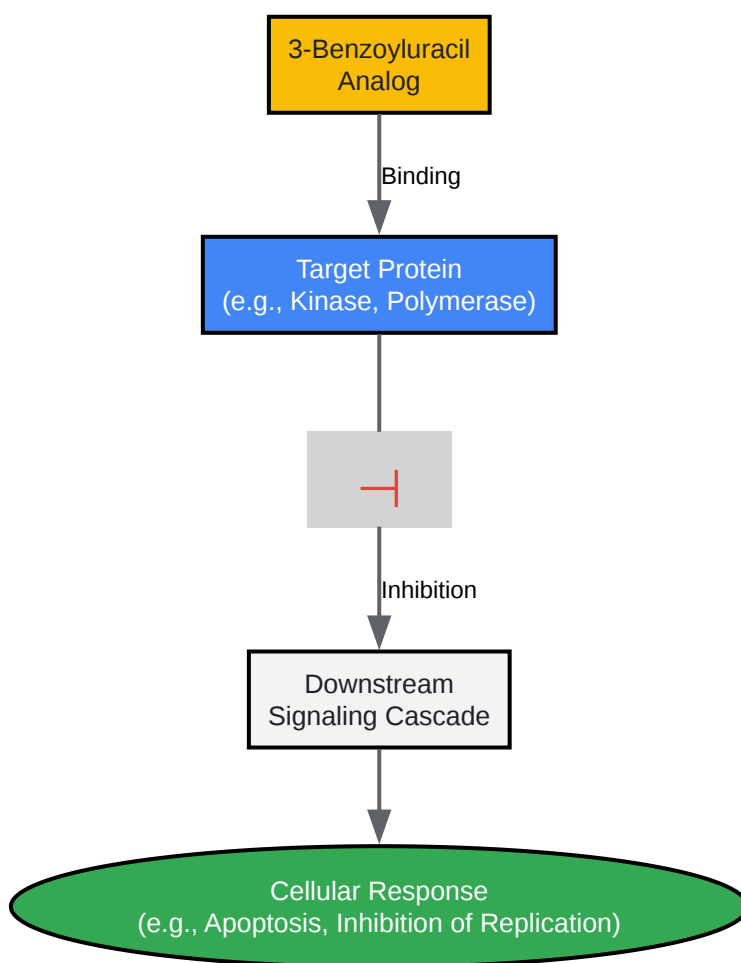 3-Benzoyluracil
Analog
Binding
Target Protein
(e.g., Kinase, Polymerase)
⊣
Inhibition
Downstream
Signaling Cascade
Cellular Response
(e.g., Apoptosis, Inhibition of Replication)